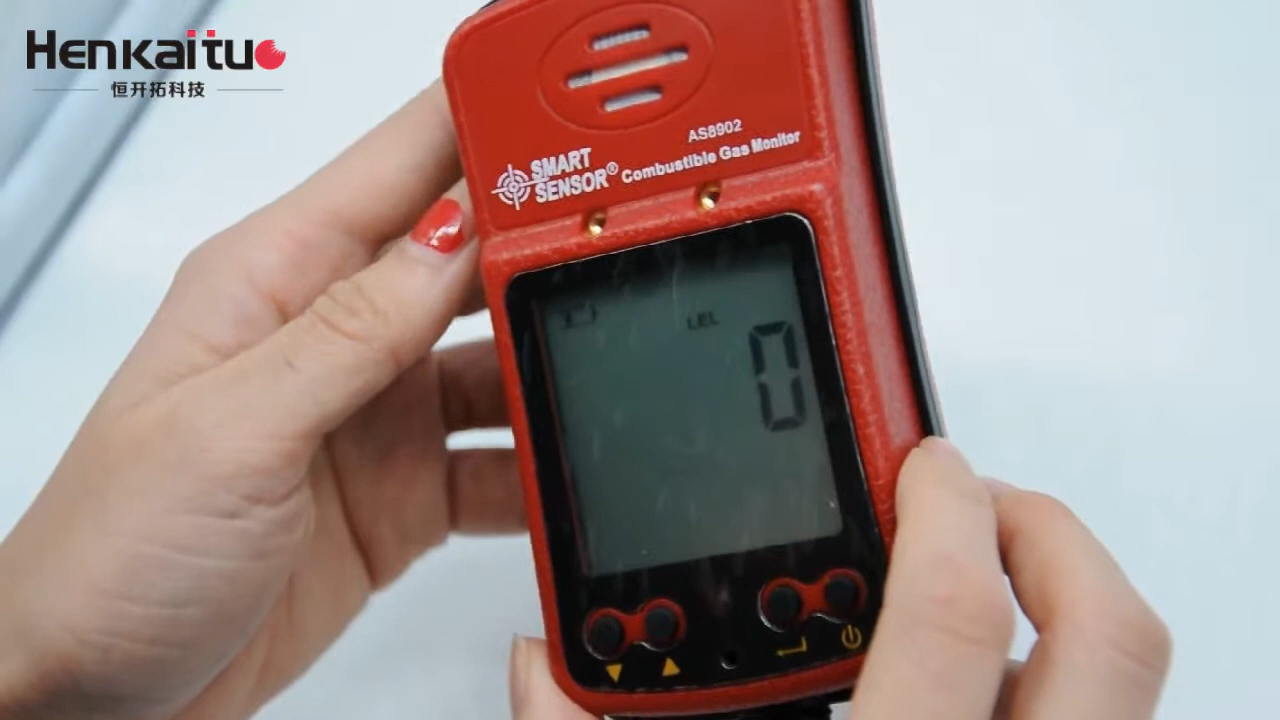 Henkaituo
恒开拓科技
AS8902
SMART
SENSOR®
Combustible Gas Monitor
LEL
0